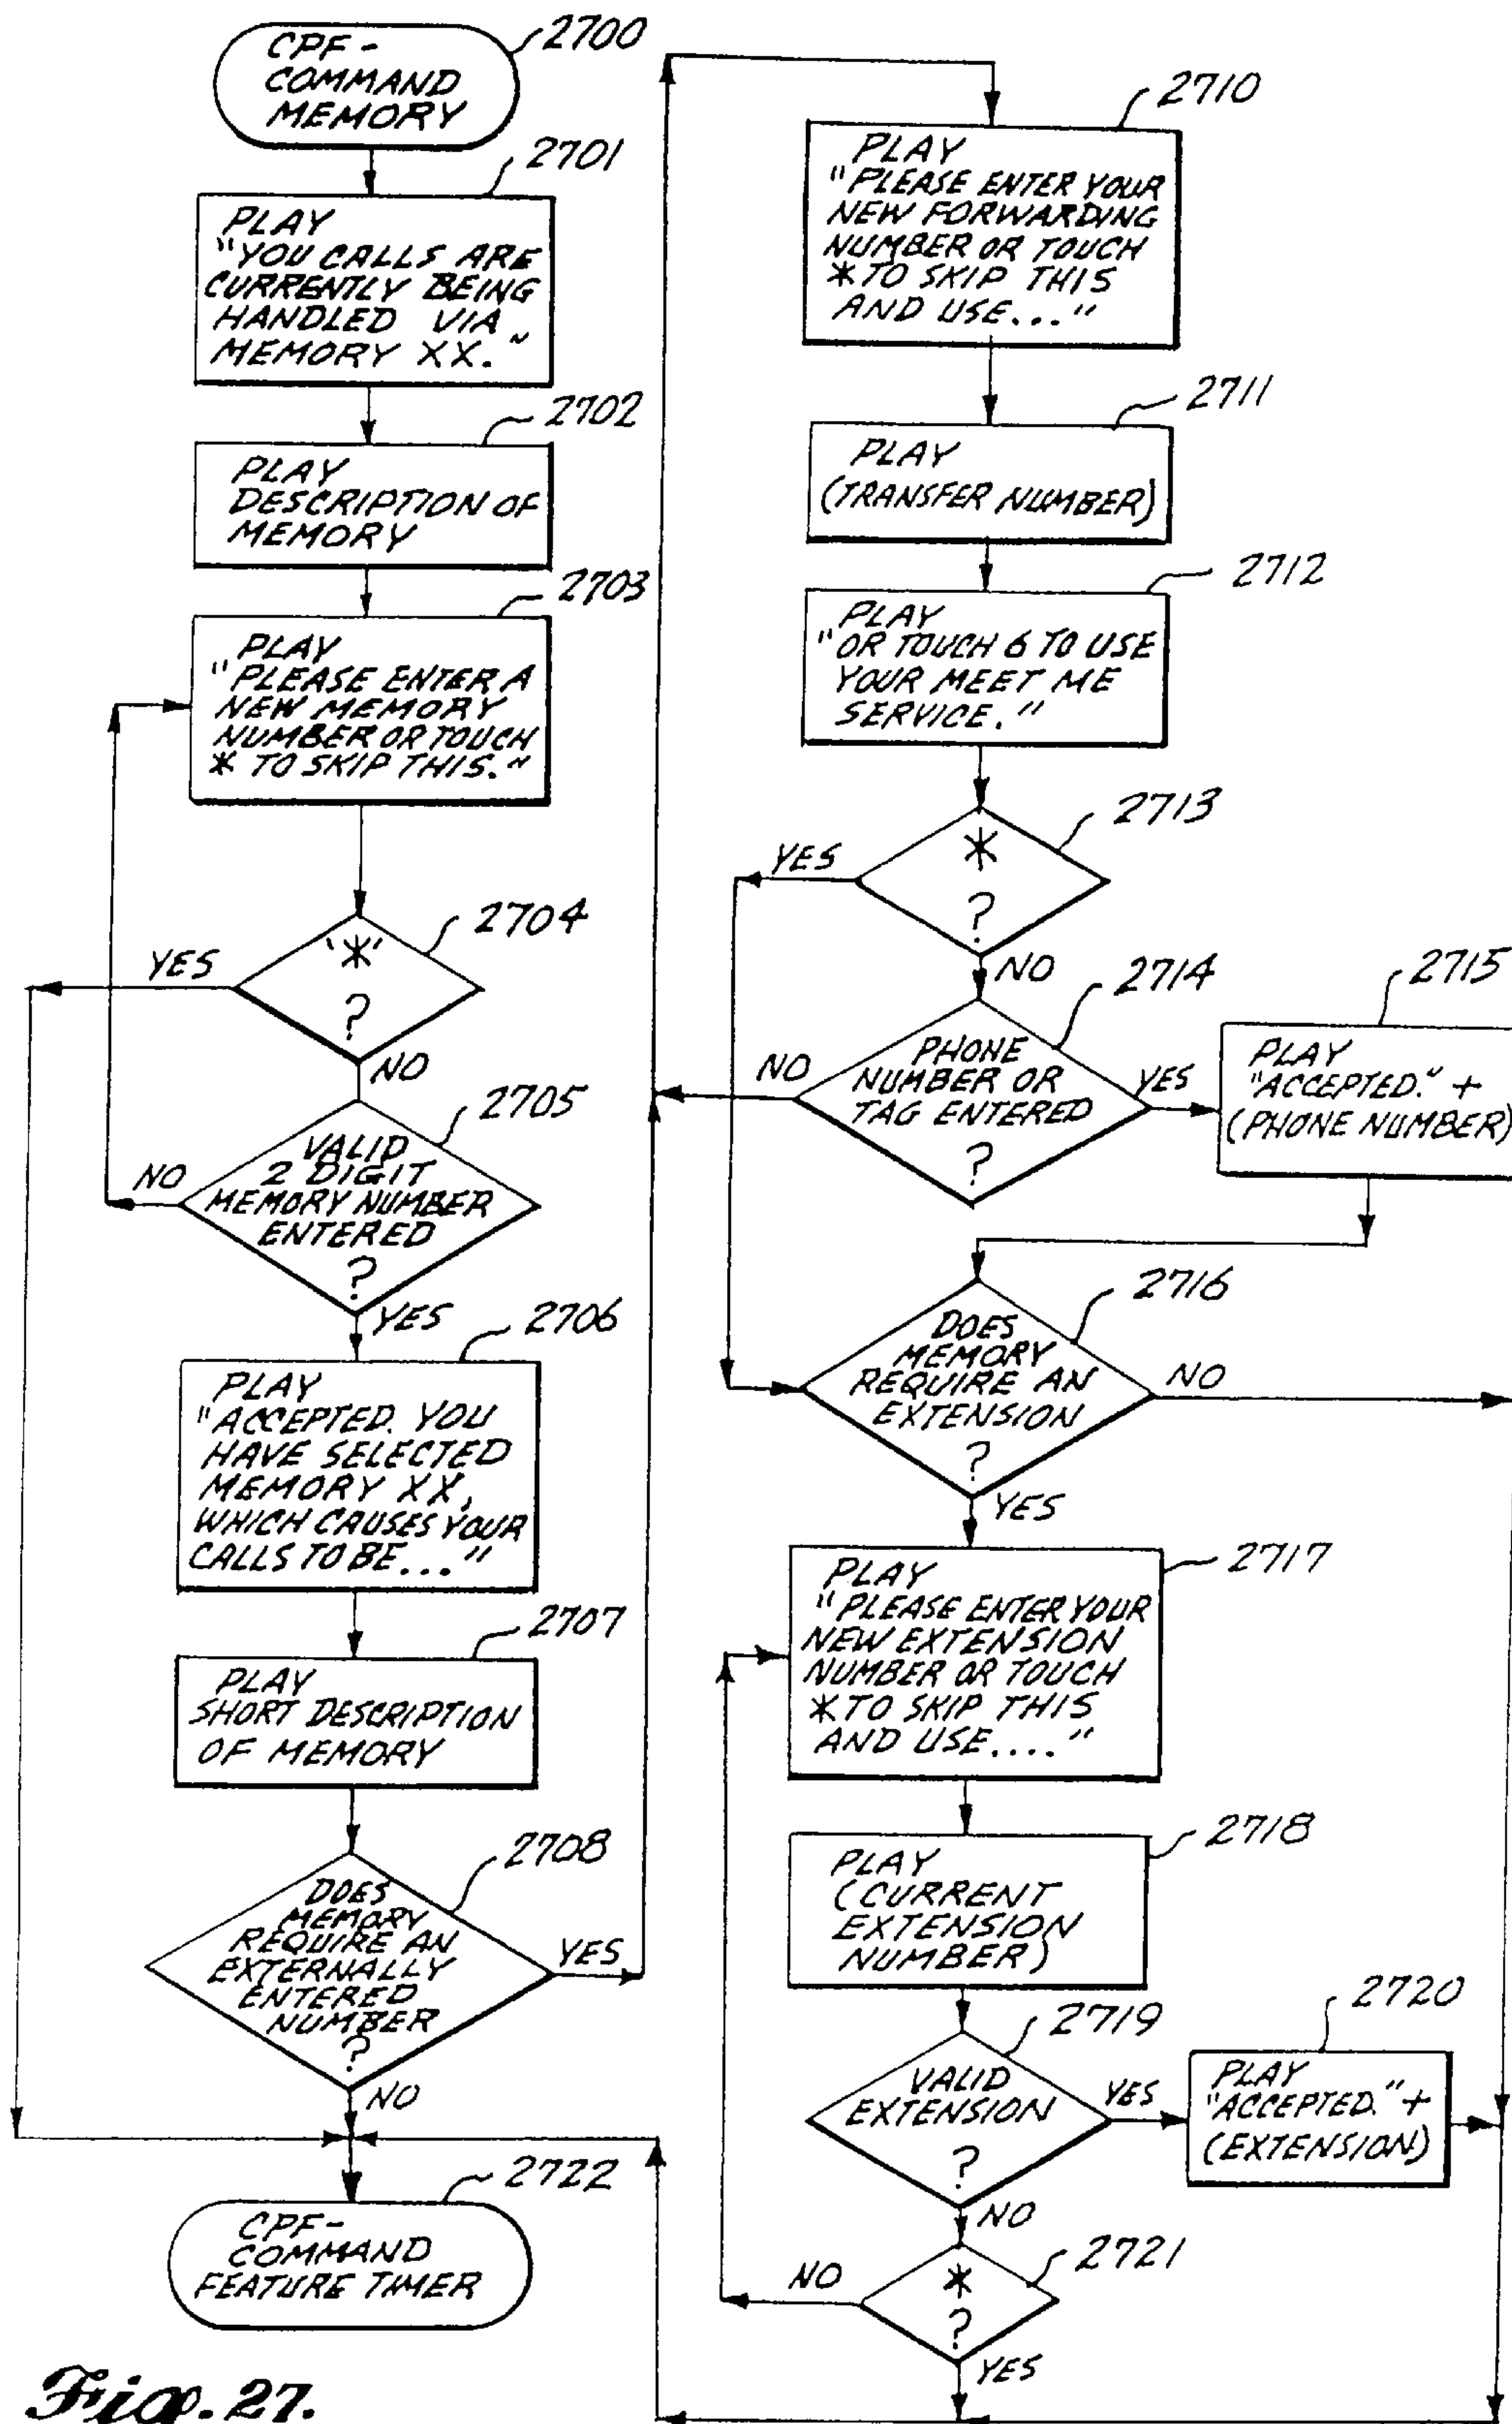 CPF-
COMMAND
MEMORY
2700
2701
PLAY
"YOU CALLS ARE
CURRENTLY BEING
HANDLED VIA
MEMORY XX."
2702
PLAY
DESCRIPTION OF
MEMORY
2703
PLAY
"PLEASE ENTER A
NEW MEMORY
NUMBER OR TOUCH
* TO SKIP THIS."
2704
'*'
?
YES
NO
2705
VALID
2 DIGIT
MEMORY NUMBER
ENTERED
?
NO
YES
2706
PLAY
"ACCEPTED. YOU
HAVE SELECTED
MEMORY XX,
WHICH CAUSES YOUR
CALLS TO BE..."
2707
PLAY
SHORT DESCRIPTION
OF MEMORY
2708
DOES
MEMORY
REQUIRE AN
EXTERNALLY
ENTERED
NUMBER
?
YES
NO
2722
CPF-
COMMAND
FEATURE TIMER
2710
PLAY
"PLEASE ENTER YOUR
NEW FORWARDING
NUMBER OR TOUCH
* TO SKIP THIS
AND USE..."
2711
PLAY
(TRANSFER NUMBER)
2712
PLAY
"OR TOUCH 6 TO USE
YOUR MEET ME
SERVICE."
2713
*
?
YES
NO
2714
PHONE
NUMBER OR
TAG ENTERED
?
NO
YES
2715
PLAY
"ACCEPTED." +
(PHONE NUMBER)
2716
DOES
MEMORY
REQUIRE AN
EXTENSION
?
NO
YES
2717
PLAY
"PLEASE ENTER YOUR
NEW EXTENSION
NUMBER OR TOUCH
* TO SKIP THIS
AND USE...."
2718
PLAY
(CURRENT
EXTENSION
NUMBER)
2719
VALID
EXTENSION
?
YES
NO
2720
PLAY
"ACCEPTED." +
(EXTENSION)
2721
*
?
NO
YES
Fig. 27.